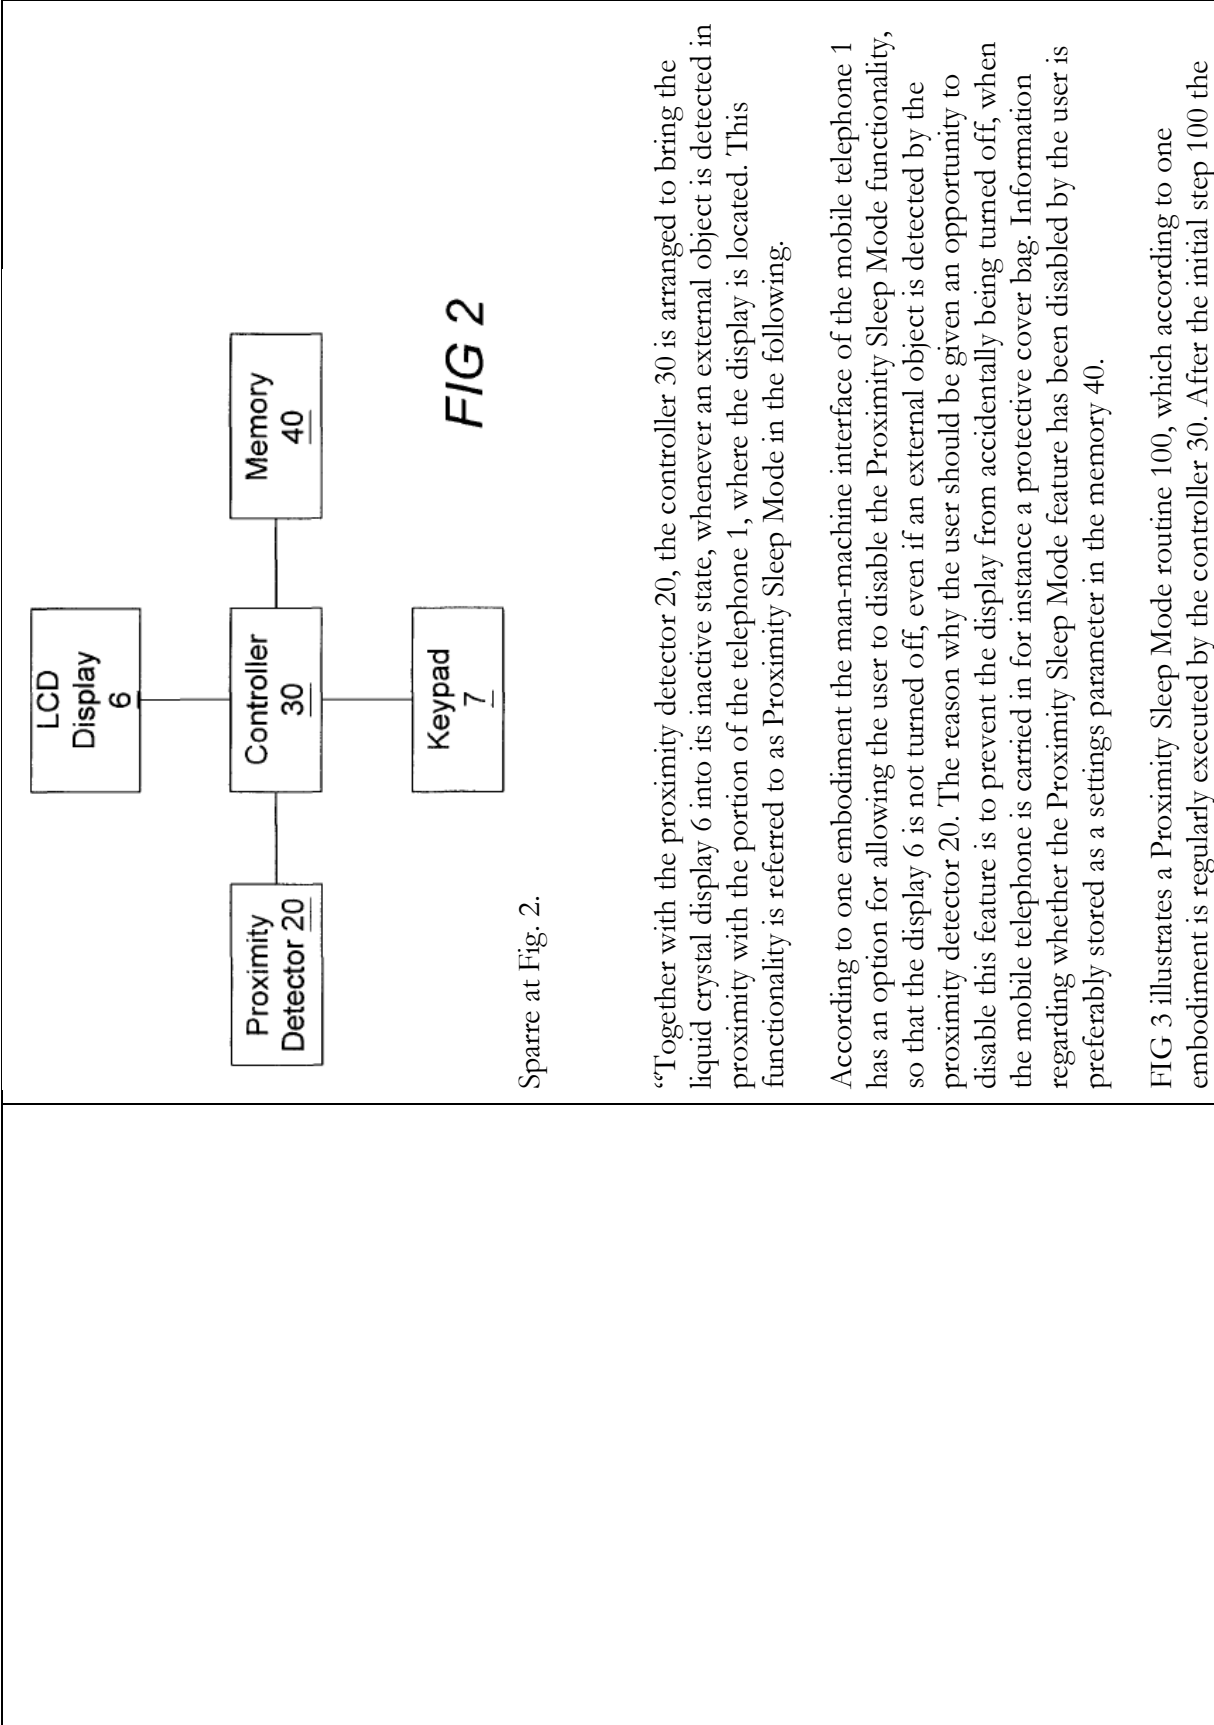 LCD
Display
6
Proximity
Detector 20
Controller
30
Memory
40
Keypad
7
FIG 2
Sparre at Fig. 2.
“Together with the proximity detector 20, the controller 30 is arranged to bring the
liquid crystal display 6 into its inactive state, whenever an external object is detected in
proximity with the portion of the telephone 1, where the display is located. This
functionality is referred to as Proximity Sleep Mode in the following.
According to one embodiment the man-machine interface of the mobile telephone 1
has an option for allowing the user to disable the Proximity Sleep Mode functionality,
so that the display 6 is not turned off, even if an external object is detected by the
proximity detector 20. The reason why the user should be given an opportunity to
disable this feature is to prevent the display from accidentally being turned off, when
the mobile telephone is carried in for instance a protective cover bag. Information
regarding whether the Proximity Sleep Mode feature has been disabled by the user is
preferably stored as a settings parameter in the memory 40.
FIG 3 illustrates a Proximity Sleep Mode routine 100, which according to one
embodiment is regularly executed by the controller 30. After the initial step 100 the